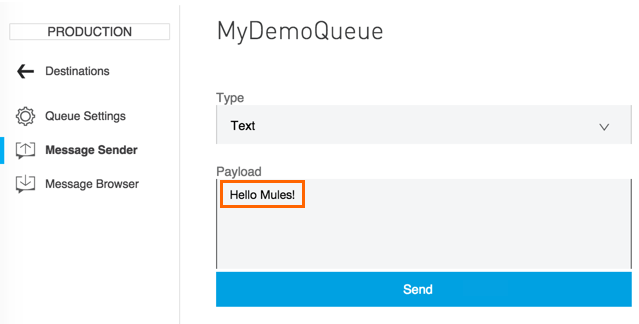 PRODUCTION
Destinations
Queue Settings
Message Sender
Message Browser
MyDemoQueue
Type
Text
Payload
Hello Mules!
Send